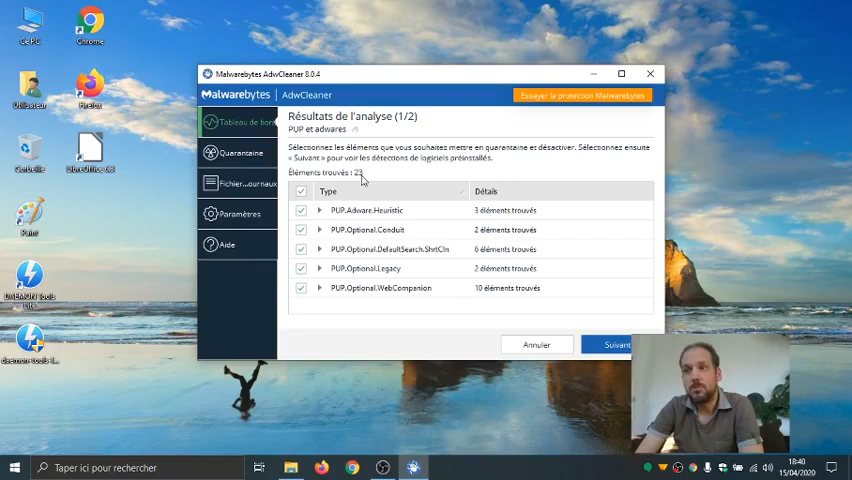 Ce PC
Chrome
Utilisateur
Firefox
Corbeille
LibreOffice 6.3
Paint
DAEMON Tools
Lite
daemon-tools-l...
Malwarebytes AdwCleaner 8.0.4
Malwarebytes
AdwCleaner
Essayer la protection Malwarebytes
Tableau de bord
Quarantaine
Fichier...ournaux
Paramètres
Aide
Résultats de l'analyse (1/2)
PUP et adwares
Sélectionnez les éléments que vous souhaitez mettre en quarantaine et désactiver. Sélectionnez ensuite
« Suivant » pour voir les détections de logiciels préinstallés.
Éléments trouvés : 23
Type
Détails
PUP.Adware.Heuristic
3 éléments trouvés
PUP.Optional.Conduit
2 éléments trouvés
PUP.Optional.DefaultSearch.ShrtCln
6 éléments trouvés
PUP.Optional.Legacy
2 éléments trouvés
PUP.Optional.WebCompanion
10 éléments trouvés
Annuler
Suivant
Taper ici pour rechercher
18:40
15/04/2020